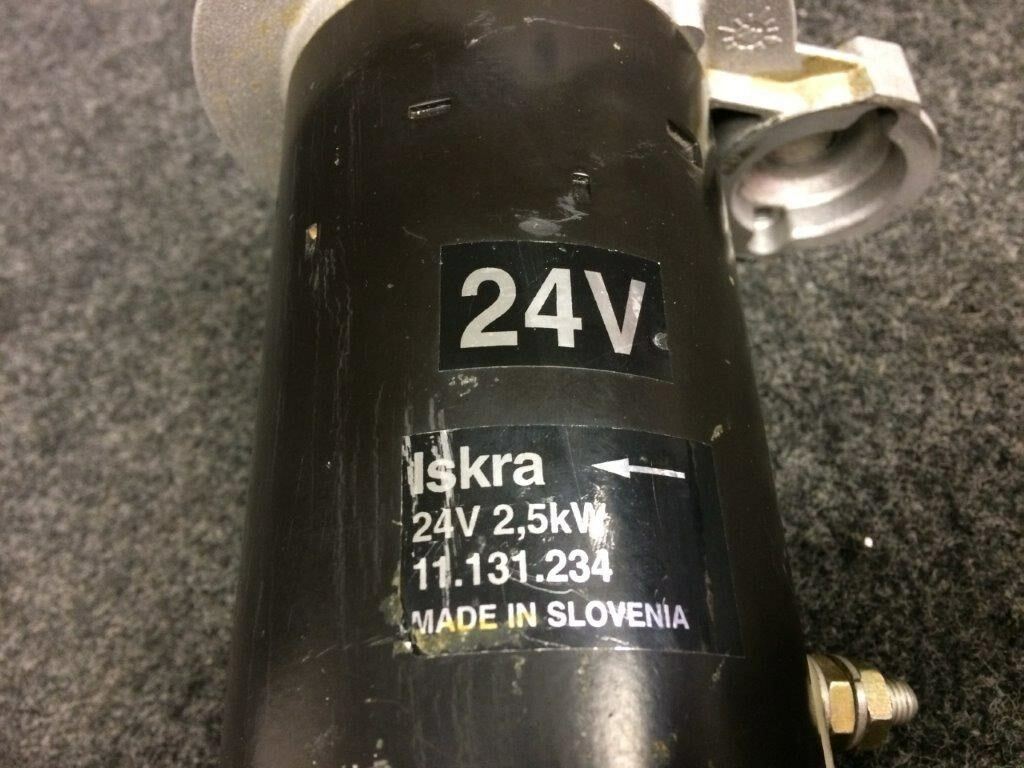 24V
Iskra
24V 2,5kW
11.131.234
MADE IN SLOVENIA